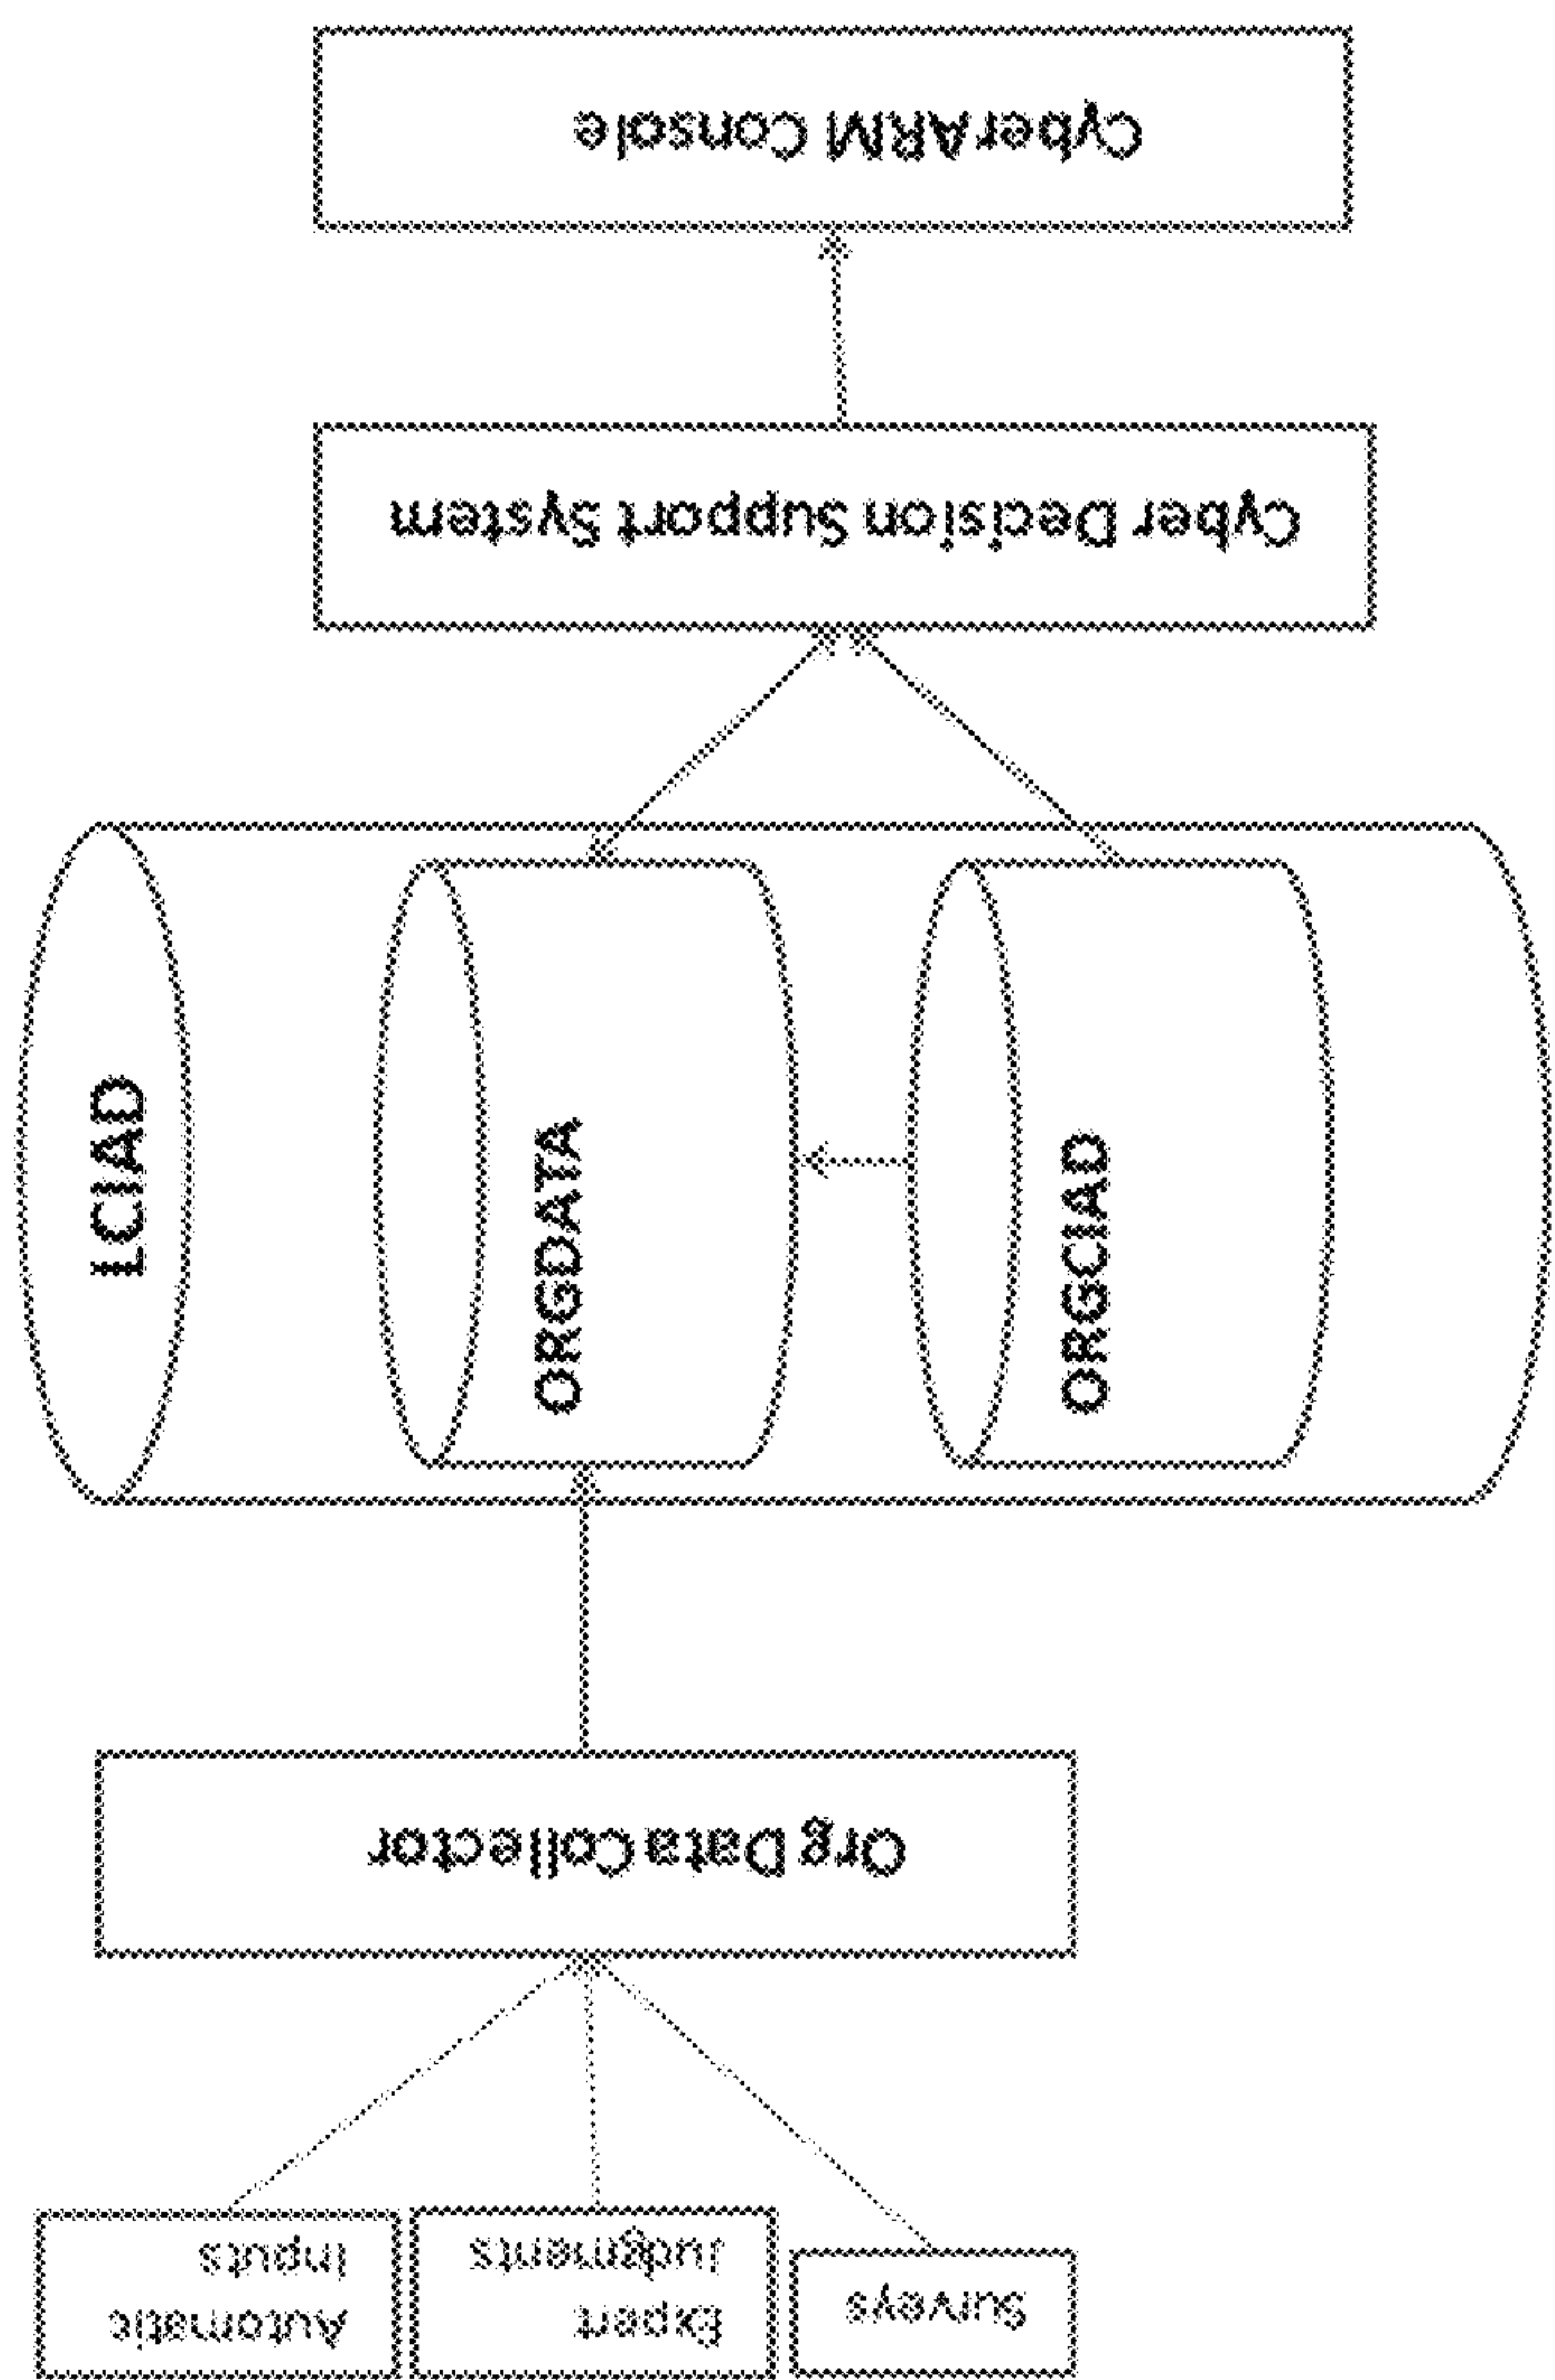 Surveys
Expert
Judgments
Automatic
Inputs
Org Data Collector
LCIAD
ORGDATA
ORGCIAD
Cyber Decision Support System
CyberARM Console